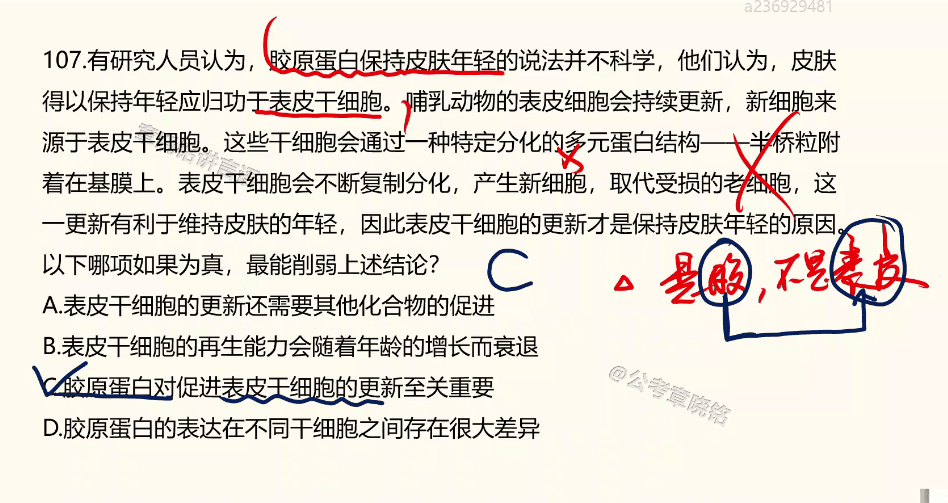 a236929481
107.有研究人员认为，胶原蛋白保持皮肤年轻的说法并不科学，他们认为，皮肤
得以保持年轻应归功于表皮干细胞。哺乳动物的表皮细胞会持续更新，新细胞来
源于表皮干细胞。这些干细胞会通过一种特定分化的多元蛋白结构——半桥粒附
着在基膜上。表皮干细胞会不断复制分化，产生新细胞，取代受损的老细胞，这
一更新有利于维持皮肤的年轻，因此表皮干细胞的更新才是保持皮肤年轻的原因。
以下哪项如果为真，最能削弱上述结论？
C
是胶，不是表皮
A.表皮干细胞的更新还需要其他化合物的促进
B.表皮干细胞的再生能力会随着年龄的增长而衰退
C.胶原蛋白对促进表皮干细胞的更新至关重要
@公考章晓铭
D.胶原蛋白的表达在不同干细胞之间存在很大差异